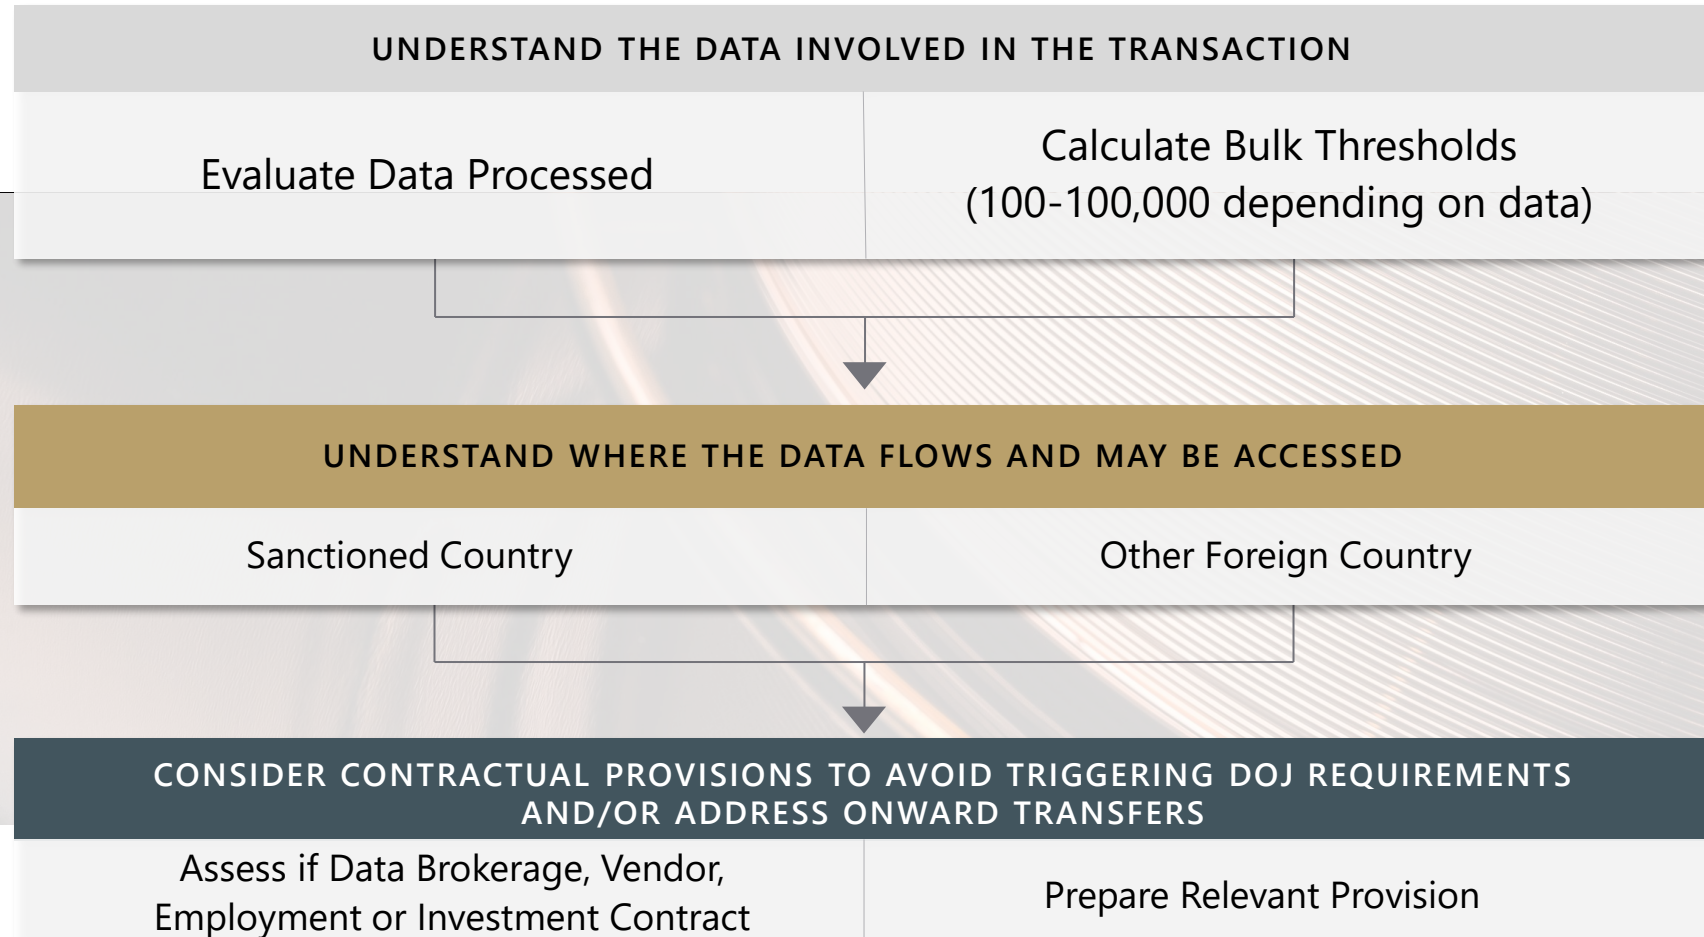 UNDERSTAND THE DATA INVOLVED IN THE TRANSACTION
Evaluate Data Processed
Calculate Bulk Thresholds
(100-100,000 depending on data)
UNDERSTAND WHERE THE DATA FLOWS AND MAY BE ACCESSED
Sanctioned Country
Other Foreign Country
CONSIDER CONTRACTUAL PROVISIONS TO AVOID TRIGGERING DOJ REQUIREMENTS
AND/OR ADDRESS ONWARD TRANSFERS
Assess if Data Brokerage, Vendor,
Employment or Investment Contract
Prepare Relevant Provision